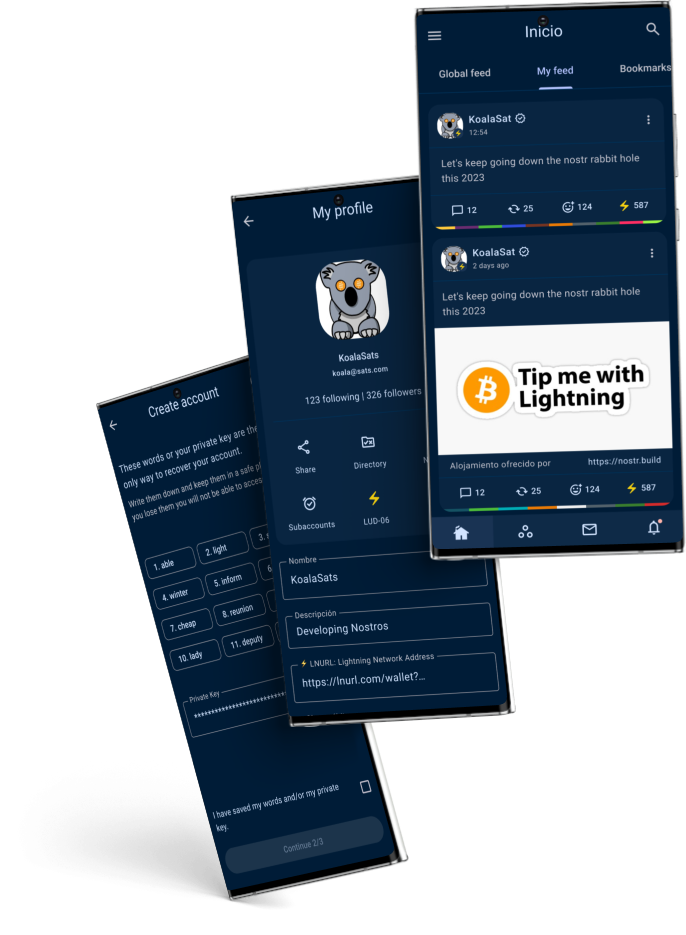 Inicio
Global feed
My feed
Bookmarks
KoalaSat
12:54
Let's keep going down the nostr rabbit hole
this 2023
12
25
124
587
KoalaSat
2 days ago
Let's keep going down the nostr rabbit hole
this 2023
Tip me with
Lightning
Alojamiento ofrecido por
https://nostr.build
12
25
124
587
My profile
KoalaSats
koala@sats.com
123 following | 326 followers
Share
Directory
Subaccounts
LUD-06
Nombre
KoalaSats
Descripción
Developing Nostros
LNURL: Lightning Network Address
https://lnurl.com/wallet?...
Create account
These words or your private key are the
only way to recover your account.
Write them down and keep them in a safe
you lose them you will not be able to
1. able
2. light
3.
4. winter
5. inform
6.
7. cheap
8. reunion
10. lady
11. deputy
Private Key
**************************
I have saved my words and/or my private
key.
Continue 2/3